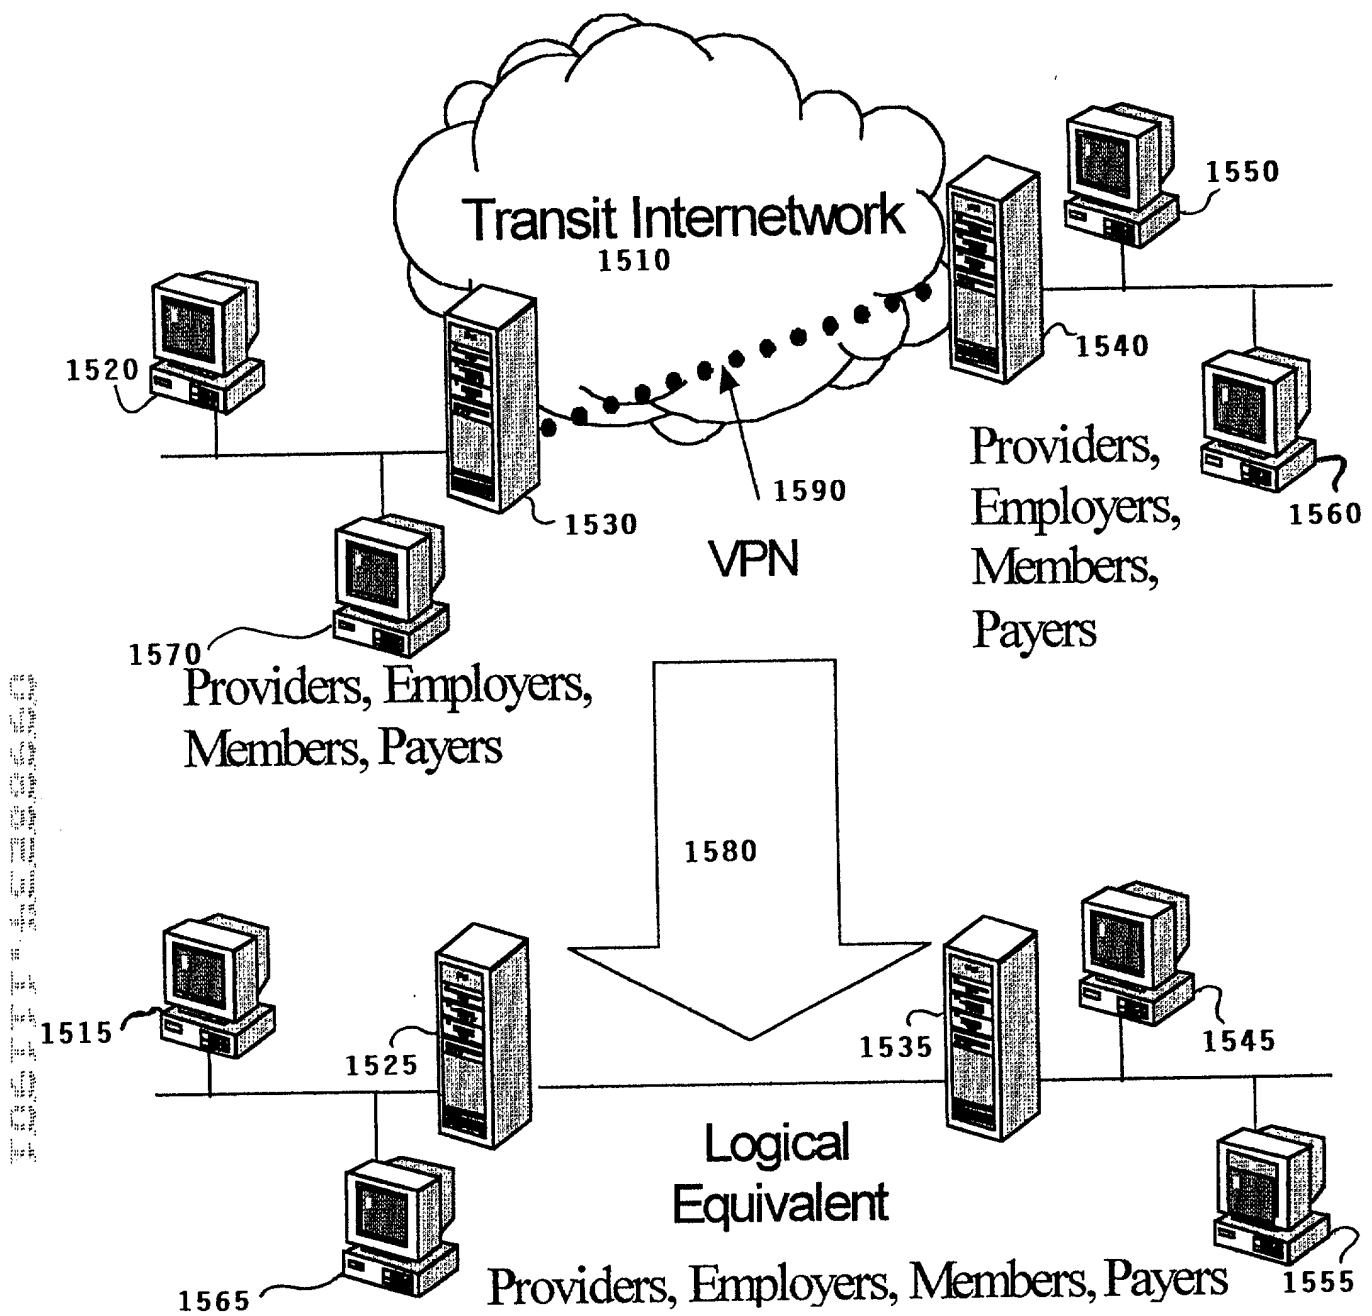 1550
Transit Internetwork
1510
1540
1520
1590
1530
VPN
Providers,
Employers,
Members,
Payers
1560
1570
Providers, Employers,
Members, Payers
1580
1515
1525
1535
1545
Logical
Equivalent
1565
Providers, Employers, Members, Payers
1555